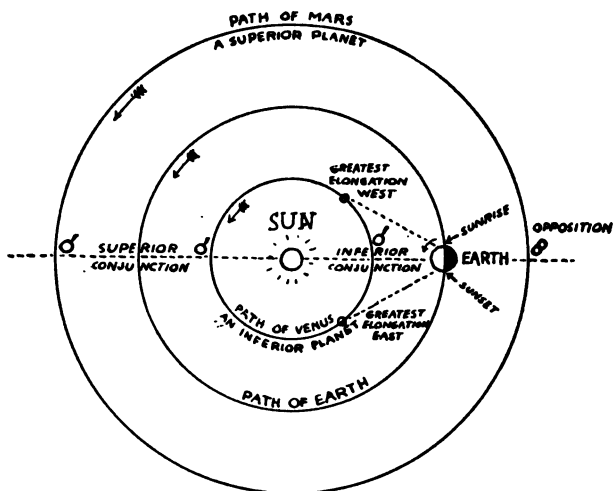 PATH OF MARS
A SUPERIOR PLANET
GREATEST
ELONGATION
WEST
SUN
SUNRISE
OPPOSITION
SUPERIOR
CONJUNCTION
INFERIOR
CONJUNCTION
EARTH
SUNSET
PATH OF VENUS
AN INFERIOR PLANET
GREATEST
ELONGATION
EAST
PATH OF EARTH